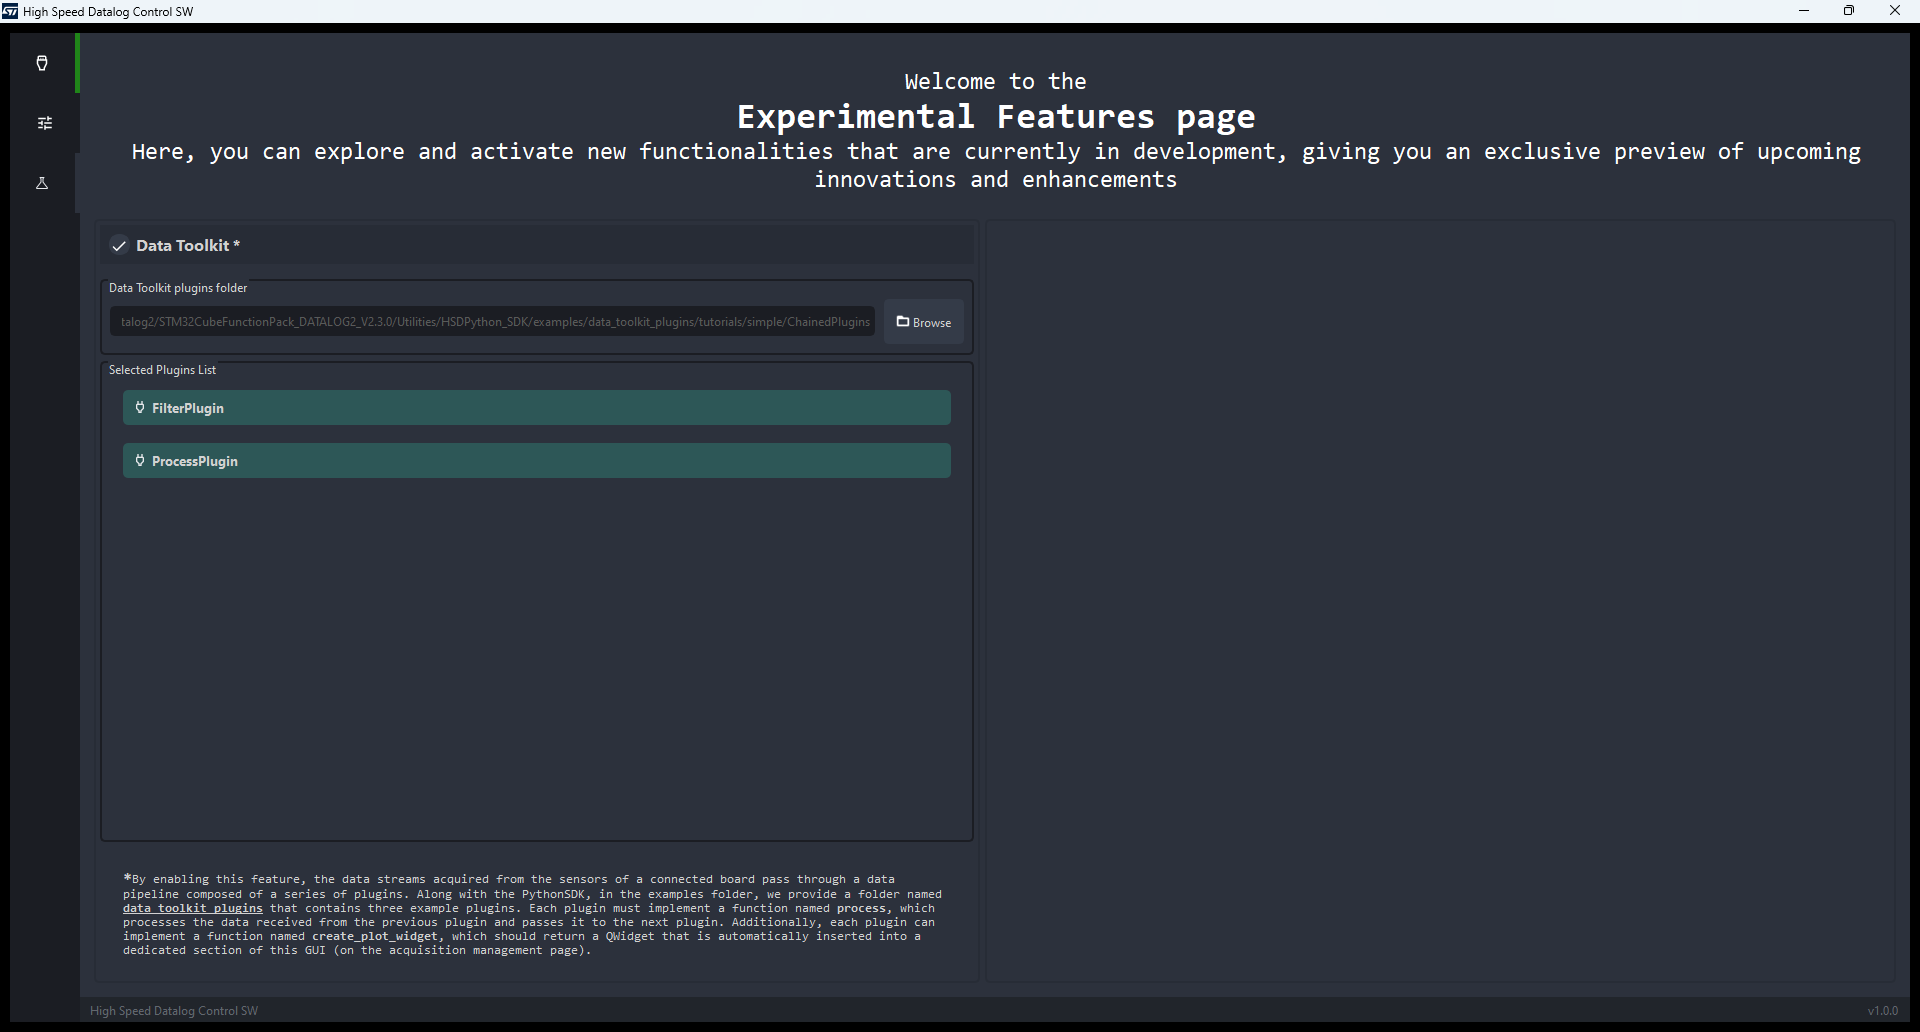 High Speed Datalog Control SW
Welcome to the
Experimental Features page
Here, you can explore and activate new functionalities that are currently in development, giving you an exclusive preview of upcoming
innovations and enhancements
Data Toolkit *
Data Toolkit plugins folder
talog2/STM32CubeFunctionPack_DATALOG2_V2.3.0/Utilities/HSDPython_SDK/examples/data_toolkit_plugins/tutorials/simple/ChainedPlugins
Browse
Selected Plugins List
FilterPlugin
ProcessPlugin
*By enabling this feature, the data streams acquired from the sensors of a connected board pass through a data
pipeline composed of a series of plugins. Along with the PythonSDK, in the examples folder, we provide a folder named
data_toolkit_plugins that contains three example plugins. Each plugin must implement a function named process, which
processes the data received from the previous plugin and passes it to the next plugin. Additionally, each plugin can
implement a function named create_plot_widget, which should return a QWidget that is automatically inserted into a
dedicated section of this GUI (on the acquisition management page).
High Speed Datalog Control SW
v1.0.0